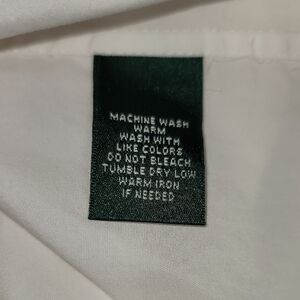 MACHINE WASH
WARM
WASH WITH
LIKE COLORS
DO NOT BLEACH
TUMBLE DRY LOW
WARM IRON
IF NEEDED